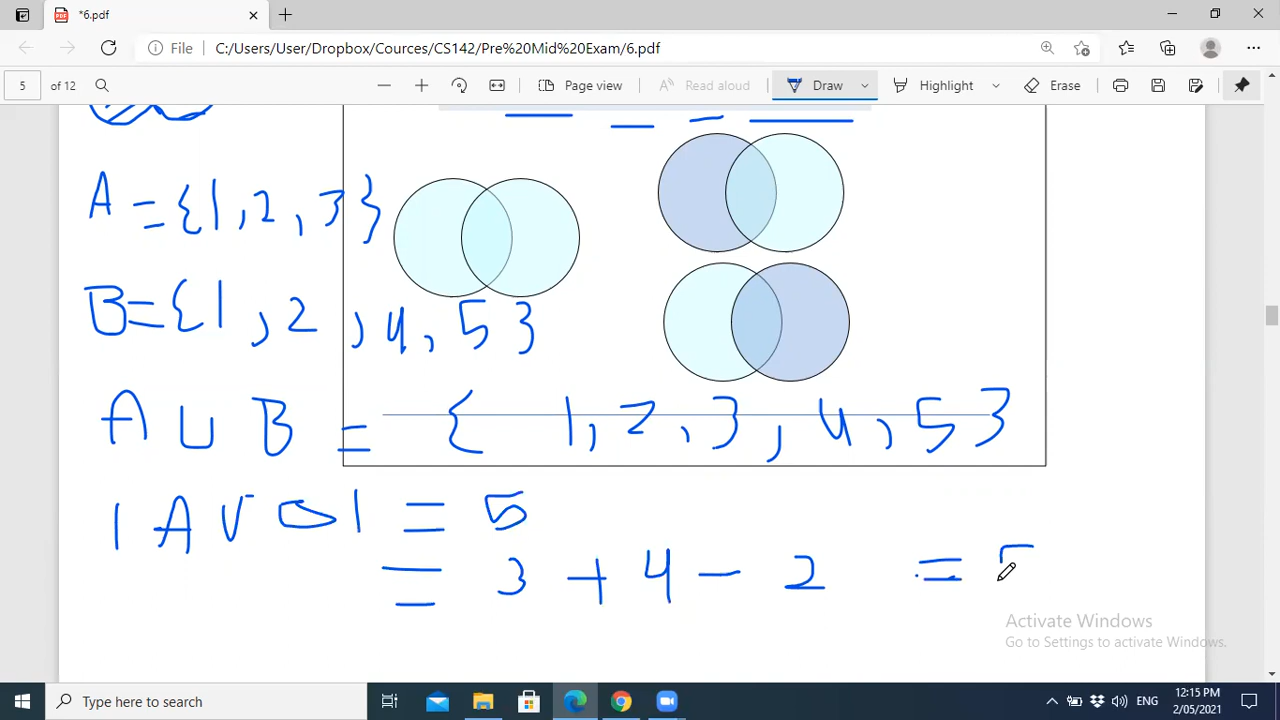 *6.pdf
File C:/Users/User/Dropbox/Cources/CS142/Pre%20Mid%20Exam/6.pdf
5 of 12 Page view Read aloud Draw Highlight Erase
A = {1, 2, 3}
B = {1, 2, 4, 5}
A ∪ B = { 1, 2, 3, 4, 5}
= 5
= 3 + 4 - 2 =
Activate Windows
Go to Settings to activate Windows.
Type here to search
ENG
12:15 PM
2/05/2021